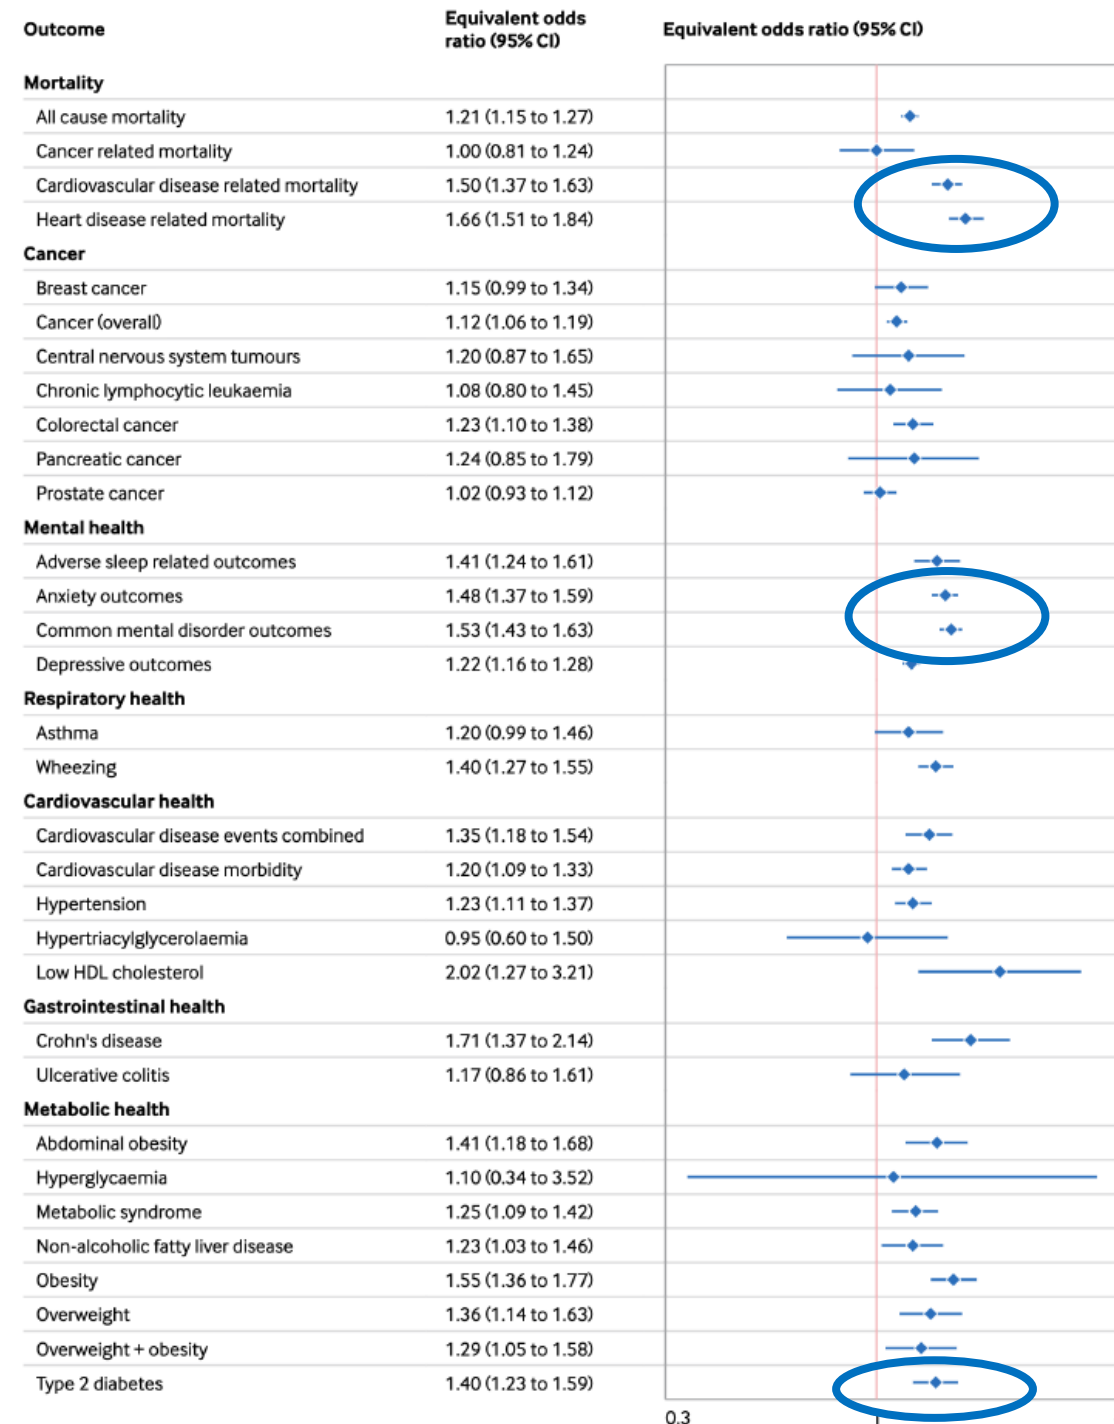 Outcome Equivalent odds ratio (95% CI) Equivalent odds ratio (95% CI)
Mortality
All cause mortality 1.21 (1.15 to 1.27)
Cancer related mortality 1.00 (0.81 to 1.24)
Cardiovascular disease related mortality 1.50 (1.37 to 1.63)
Heart disease related mortality 1.66 (1.51 to 1.84)
Cancer
Breast cancer 1.15 (0.99 to 1.34)
Cancer (overall) 1.12 (1.06 to 1.19)
Central nervous system tumours 1.20 (0.87 to 1.65)
Chronic lymphocytic leukaemia 1.08 (0.80 to 1.45)
Colorectal cancer 1.23 (1.10 to 1.38)
Pancreatic cancer 1.24 (0.85 to 1.79)
Prostate cancer 1.02 (0.93 to 1.12)
Mental health
Adverse sleep related outcomes 1.41 (1.24 to 1.61)
Anxiety outcomes 1.48 (1.37 to 1.59)
Common mental disorder outcomes 1.53 (1.43 to 1.63)
Depressive outcomes 1.22 (1.16 to 1.28)
Respiratory health
Asthma 1.20 (0.99 to 1.46)
Wheezing 1.40 (1.27 to 1.55)
Cardiovascular health
Cardiovascular disease events combined 1.35 (1.18 to 1.54)
Cardiovascular disease morbidity 1.20 (1.09 to 1.33)
Hypertension 1.23 (1.11 to 1.37)
Hypertriacylglycerolaemia 0.95 (0.60 to 1.50)
Low HDL cholesterol 2.02 (1.27 to 3.21)
Gastrointestinal health
Crohn's disease 1.71 (1.37 to 2.14)
Ulcerative colitis 1.17 (0.86 to 1.61)
Metabolic health
Abdominal obesity 1.41 (1.18 to 1.68)
Hyperglycaemia 1.10 (0.34 to 3.52)
Metabolic syndrome 1.25 (1.09 to 1.42)
Non-alcoholic fatty liver disease 1.23 (1.03 to 1.46)
Obesity 1.55 (1.36 to 1.77)
Overweight 1.36 (1.14 to 1.63)
Overweight + obesity 1.29 (1.05 to 1.58)
Type 2 diabetes 1.40 (1.23 to 1.59)
0.3